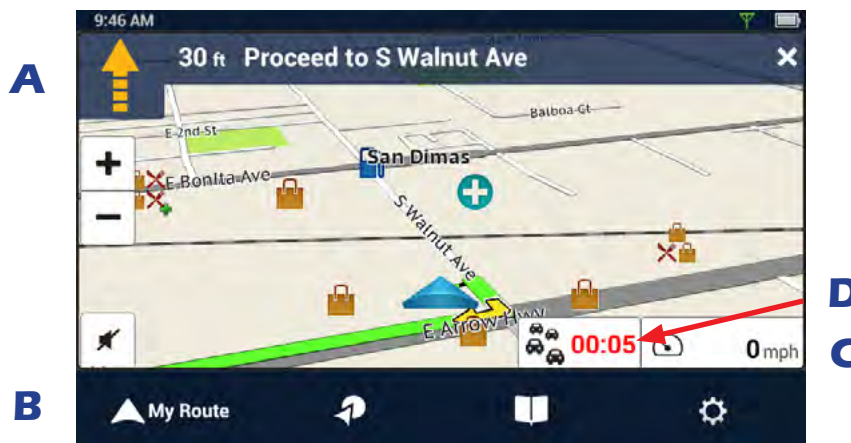 9:46 AM
A
30 ft Proceed to S Walnut Ave
Balboa Ct
E 2nd St
San Dimas
E Bonita Ave
S Walnut Ave
E Arrow Hwy
D
00:05
0 mph
C
B
My Route